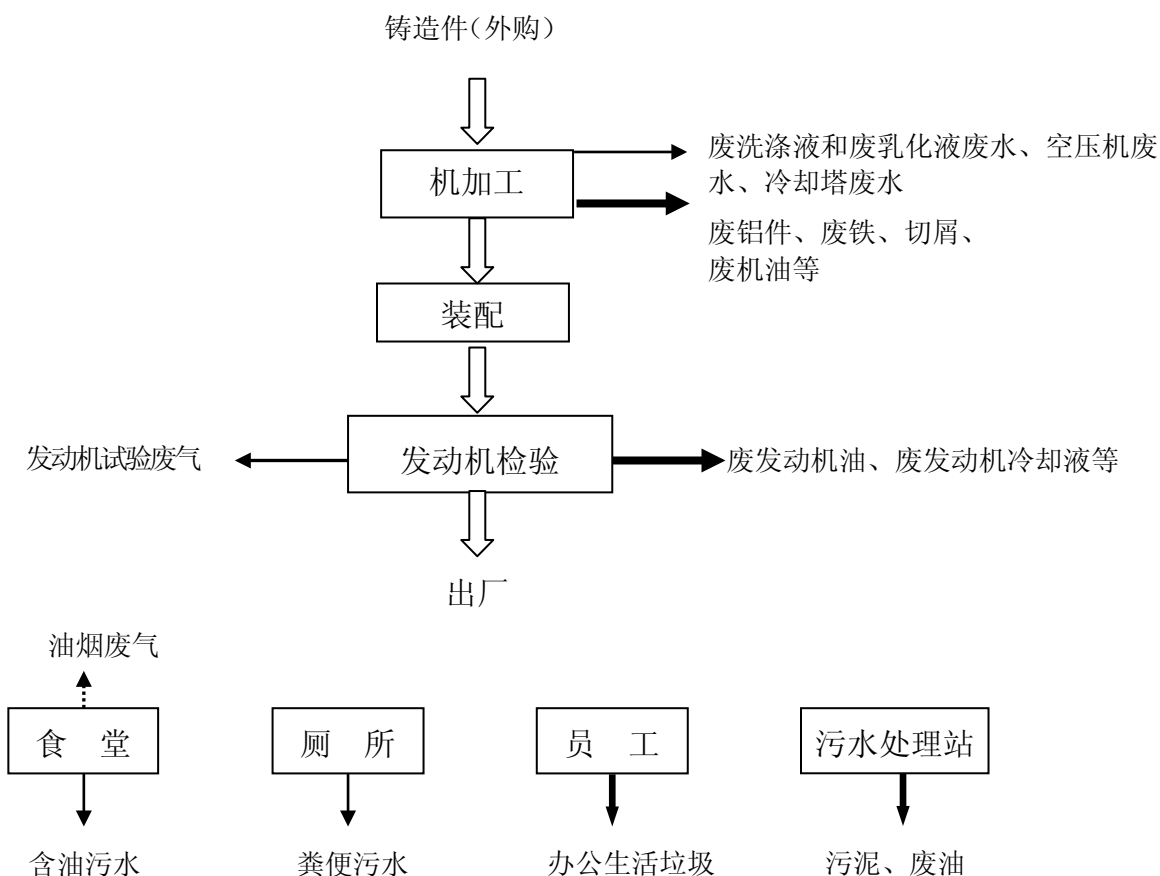 铸造件(外购)
机加工
废洗涤液和废乳化液废水、空压机废
水、冷却塔废水
废铝件、废铁、切屑、
废机油等
装配
发动机试验废气
发动机检验
废发动机油、废发动机冷却液等
出厂
油烟废气
食 堂
厕 所
员 工
污水处理站
含油污水
粪便污水
办公生活垃圾
污泥、废油